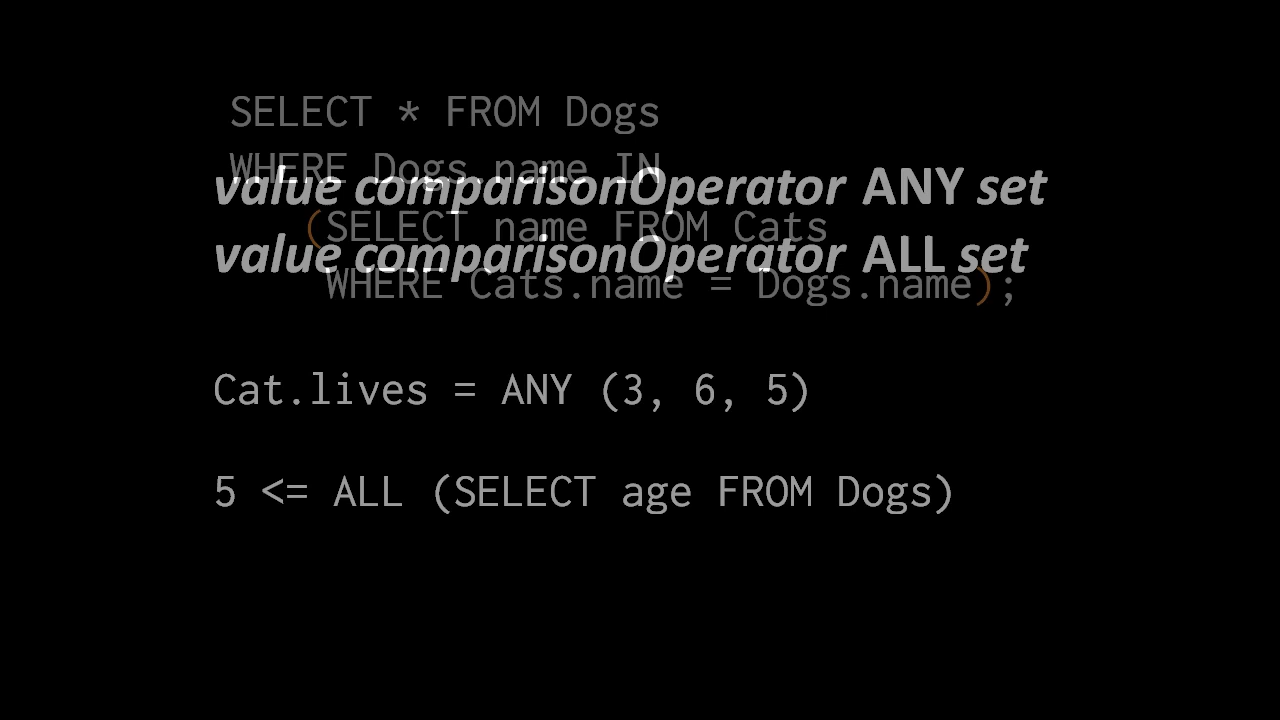 SELECT * FROM Dogs
WHERE Dogs.name IN
value comparisonOperator ANY set
(SELECT name FROM Cats
value comparisonOperator ALL set
WHERE Cats.name = Dogs.name);
Cat.lives = ANY (3, 6, 5)
5 <= ALL (SELECT age FROM Dogs)